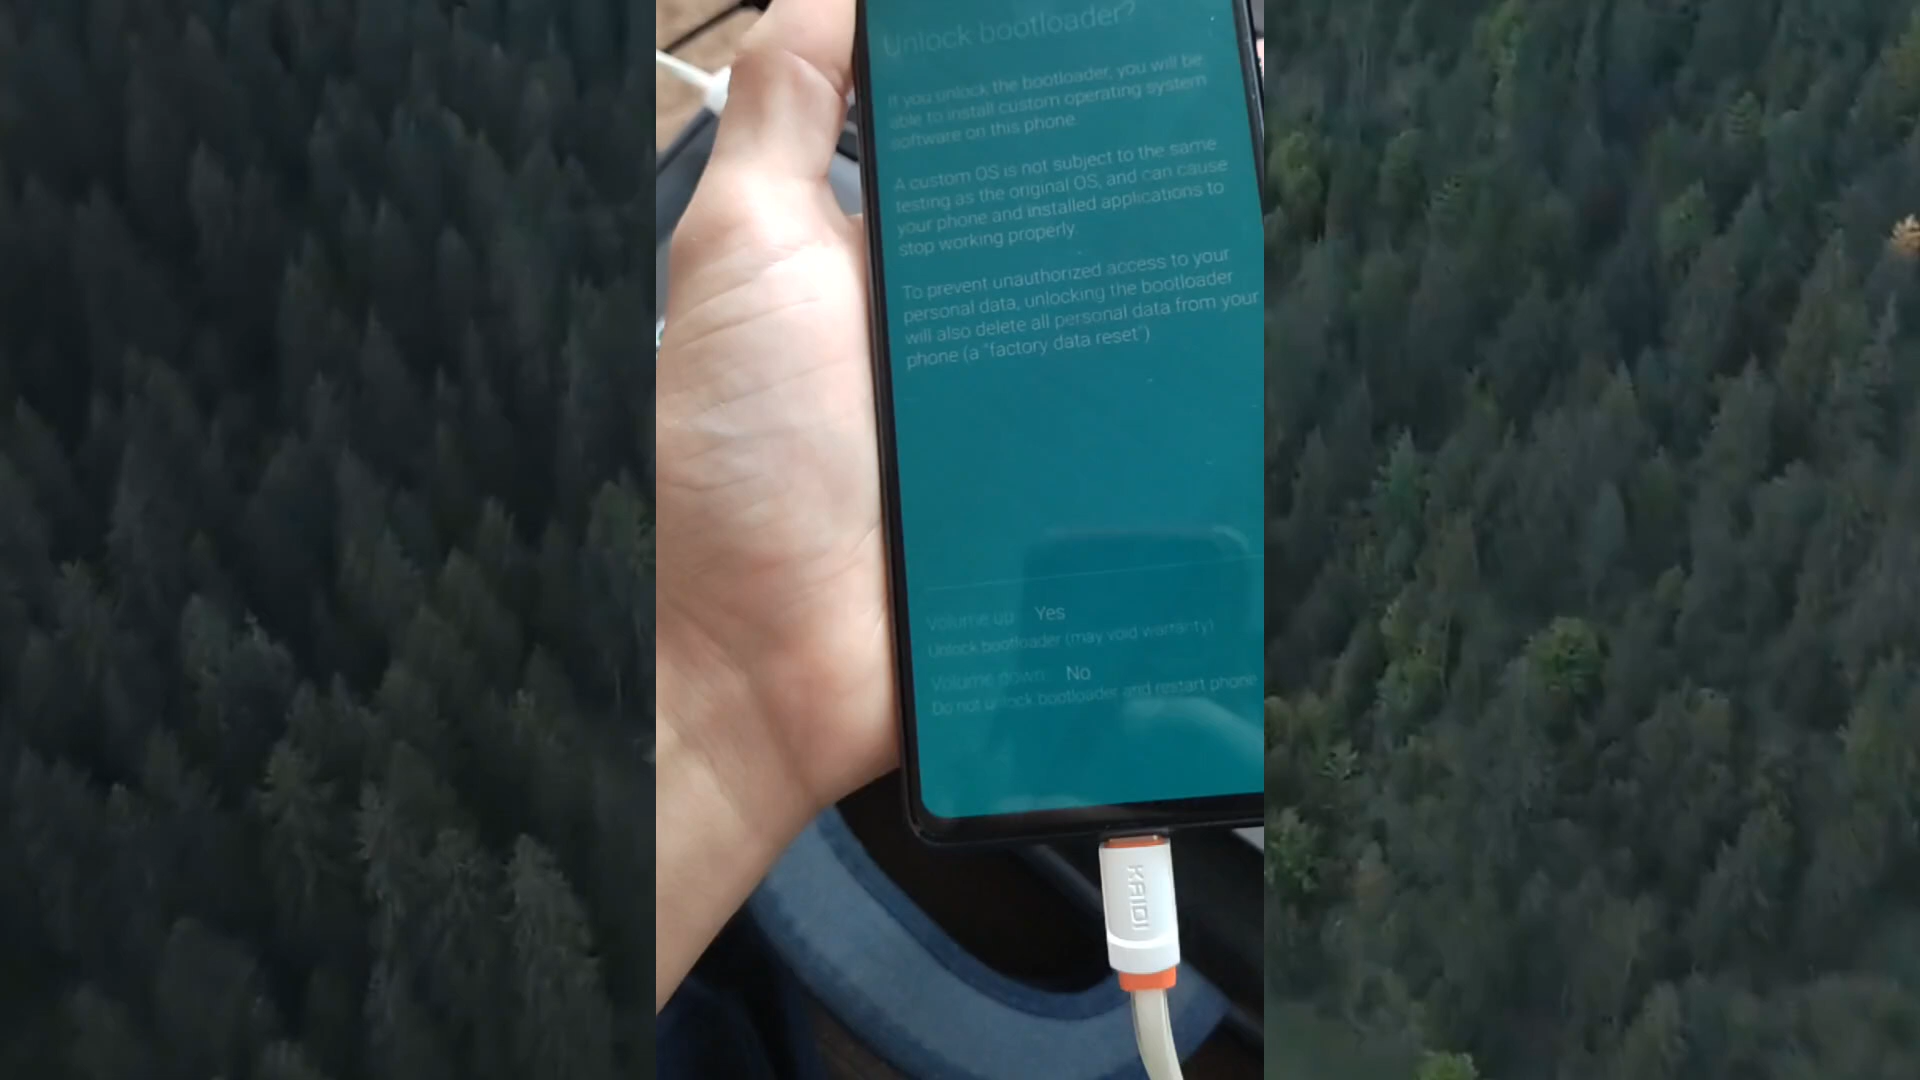 Unlock bootloader?
If you unlock the bootloader, you will be
able to install custom operating system
software on this phone.
A custom OS is not subject to the same
testing as the original OS, and can cause
your phone and installed applications to
stop working properly.
To prevent unauthorized access to your
personal data, unlocking the bootloader
will also delete all personal data from your
phone (a "factory data reset")
Volume up: Yes
Unlock bootloader (may void warranty)
Volume down: No
Do not unlock bootloader and restart phone
KAIDI